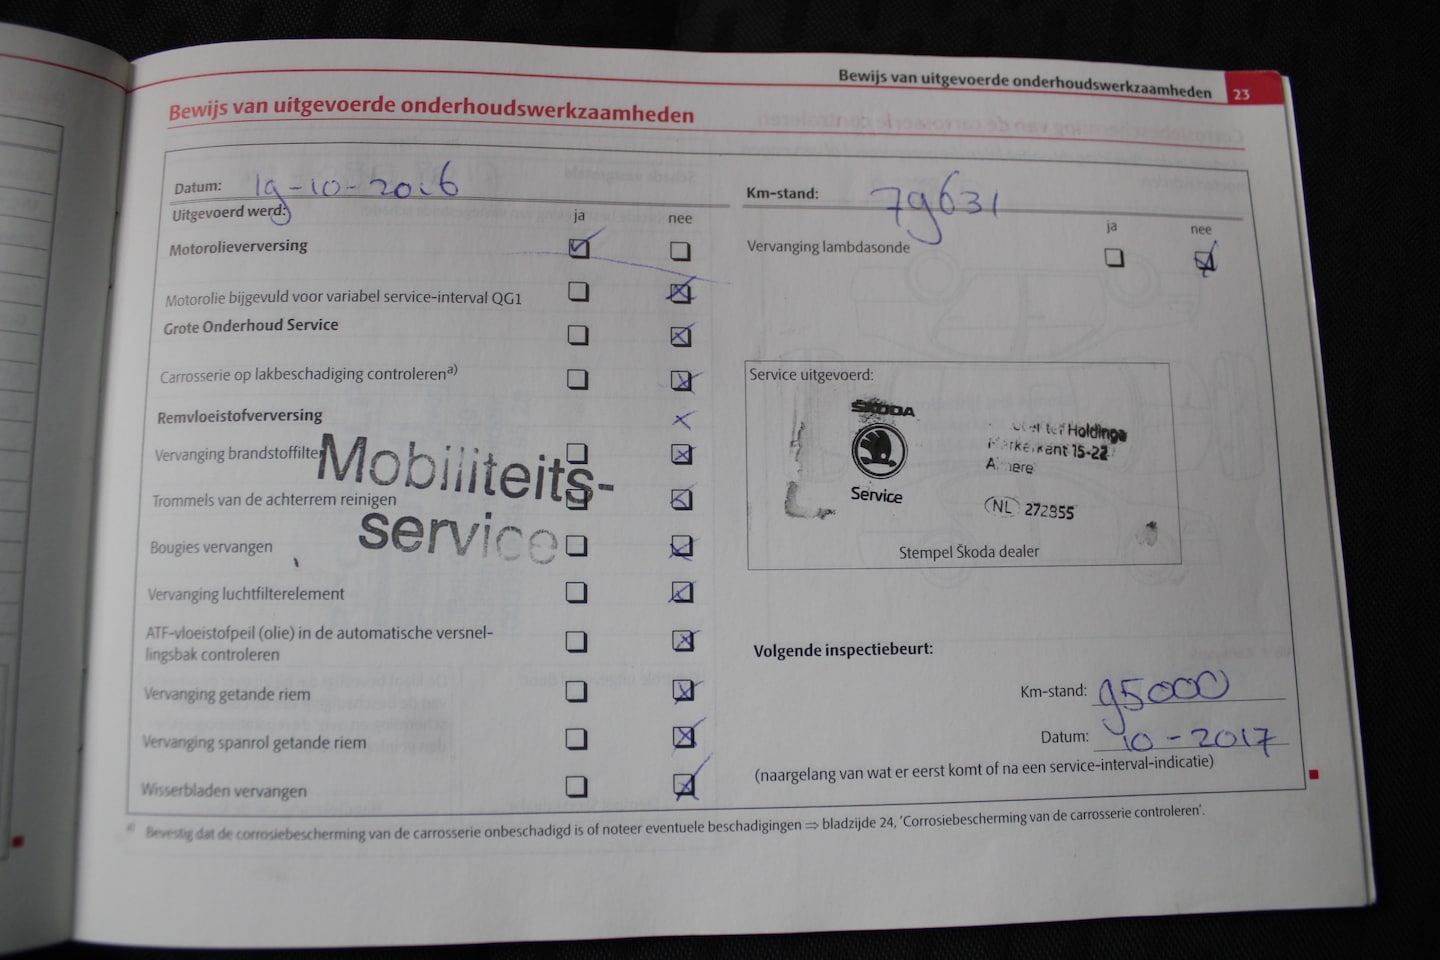 Bewijs van uitgevoerde onderhoudswerkzaamheden 23
Bewijs van uitgevoerde onderhoudswerkzaamheden
Datum: 19-10-2016
Uitgevoerd werd: ja nee
Motorolieverversing
Motorolie bijgevuld voor variabel service-interval QG1
Grote Onderhoud Service
Carrosserie op lakbeschadiging controleren a)
Remvloeistofverversing
Vervanging brandstoffilter
Mobiliteits-
Trommels van de achterrem reinigen
service
Bougies vervangen
Vervanging luchtfilterelement
ATF-vloeistofpeil (olie) in de automatische versnel-
lingsbak controleren
Vervanging getande riem
Vervanging spanrol getande riem
Wisserbladen vervangen
Km-stand: 79631
ja nee
Vervanging lambdasonde
Service uitgevoerd:
ŠKODA
Service
Holdinga
15-22
NL 272855
Stempel Škoda dealer
Volgende inspectiebeurt:
Km-stand: 95000
Datum: 10-2017
(naargelang van wat er eerst komt of na een service-interval-indicatie)
a) Bevestig dat de corrosiebescherming van de carrosserie onbeschadigd is of noteer eventuele beschadigingen ⇒ bladzijde 24, 'Corrosiebescherming van de carrosserie controleren'.